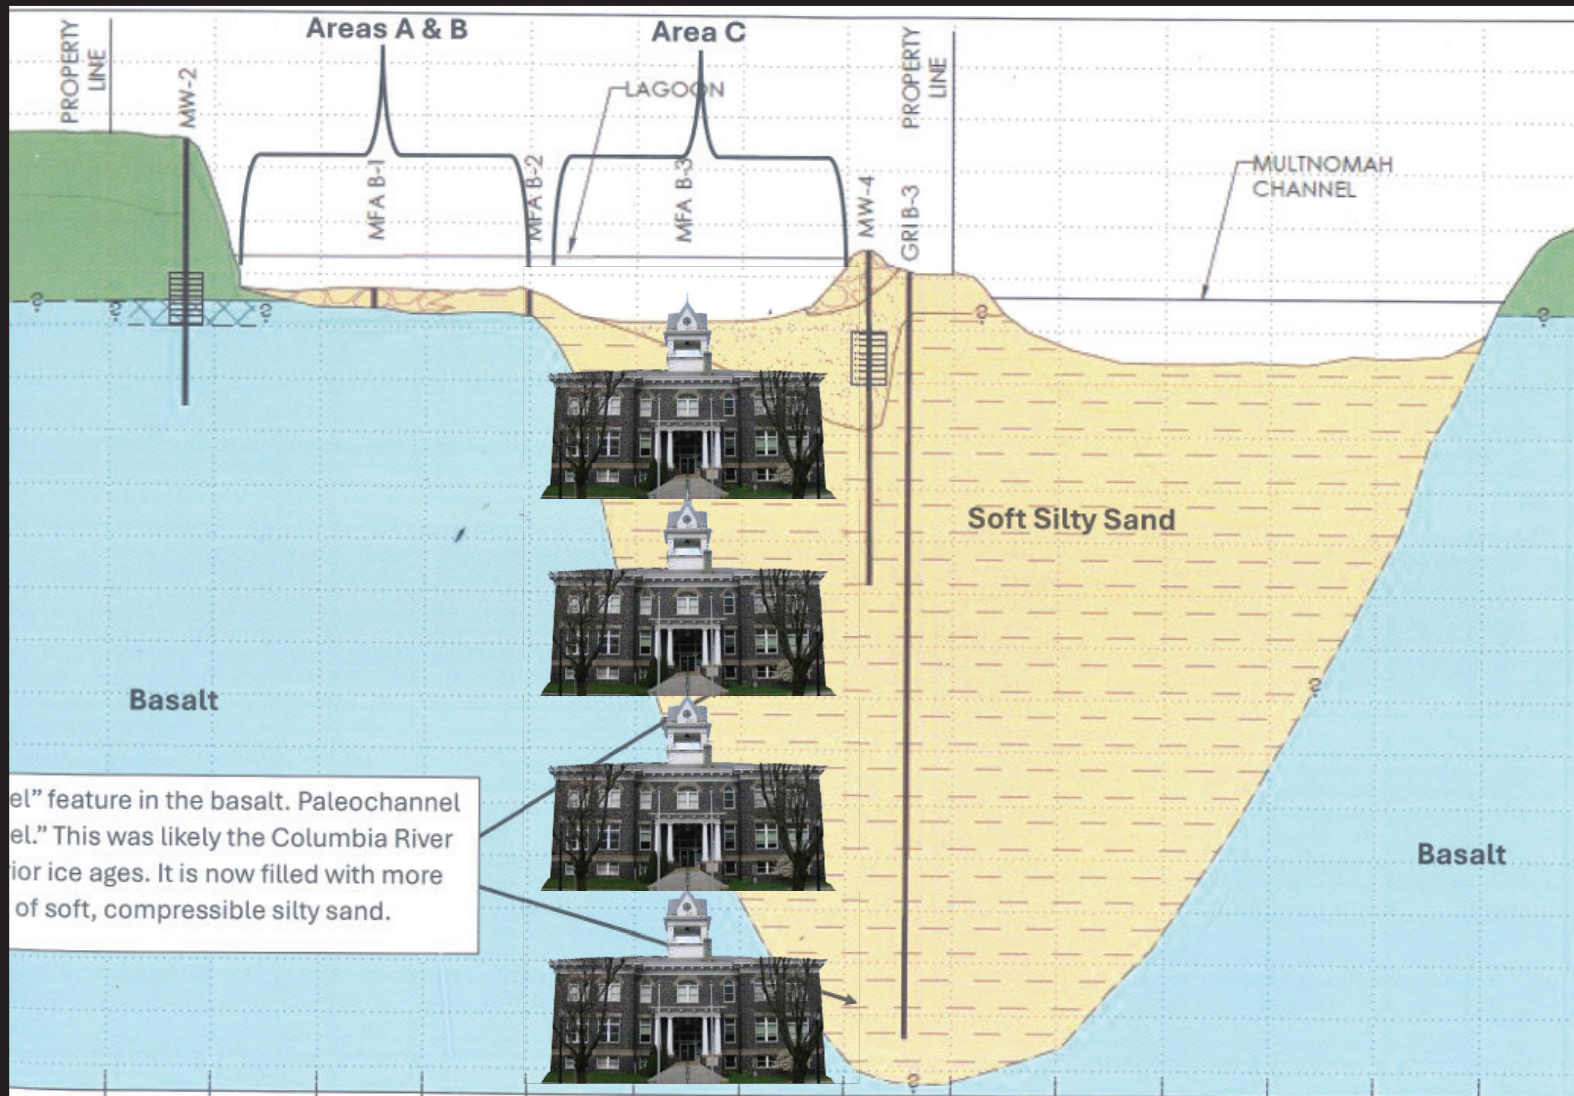 Areas A & B
Area C
PROPERTY
LINE
MW-2
LAGOON
MFA B-1
MFA B-2
MFA B-3
MW-4
GRI B-3
PROPERTY
LINE
MULTNOMAH
CHANNEL
?
?
?
?
?
Soft Silty Sand
?
Basalt
el” feature in the basalt. Paleochannel
el.” This was likely the Columbia River
ior ice ages. It is now filled with more
of soft, compressible silty sand.
Basalt
?